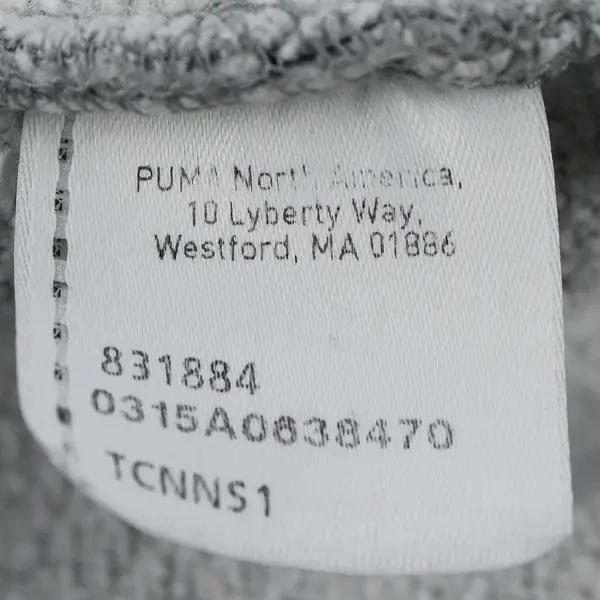 PUMA North America,
10 Lyberty Way,
Westford, MA 01886
831884
0315A0638470
TCNNS1